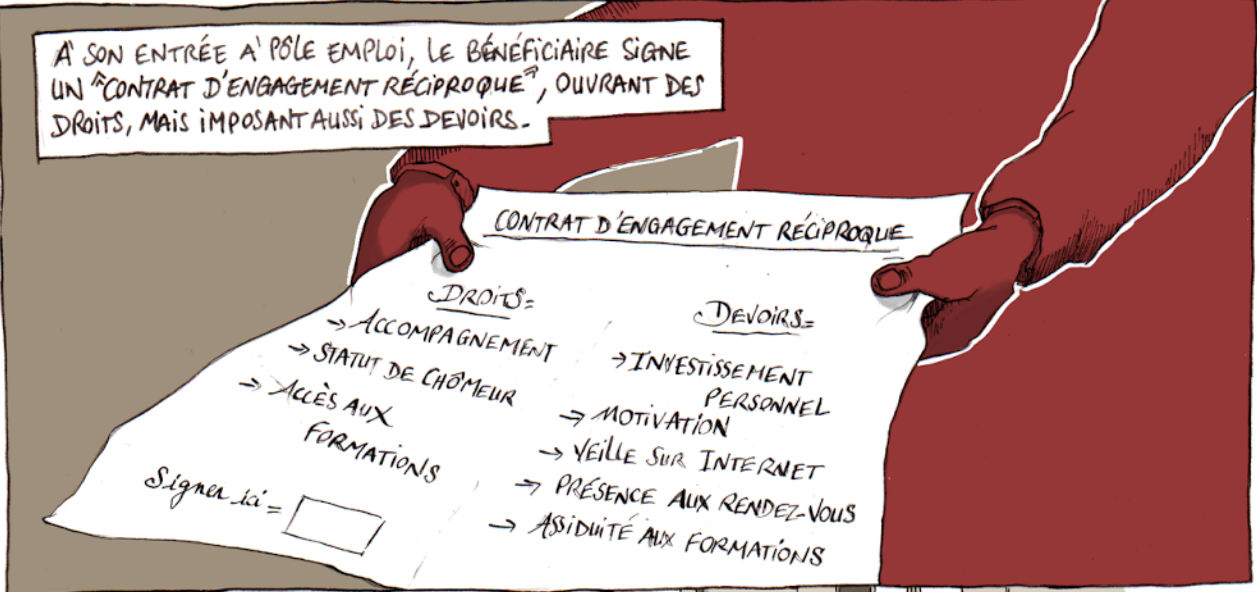 À SON ENTRÉE À PÔLE EMPLOI, LE BÉNÉFICIAIRE SIGNE
UN "CONTRAT D'ENGAGEMENT RÉCIPROQUE", OUVRANT DES
DROITS, MAIS IMPOSANT AUSSI DES DEVOIRS.
CONTRAT D'ENGAGEMENT RÉCIPROQUE
DROITS:
→ ACCOMPAGNEMENT
→ STATUT DE CHÔMEUR
→ ACCÈS AUX
FORMATIONS
Signer ici :
DEVOIRS:
→ INVESTISSEMENT
PERSONNEL
→ MOTIVATION
→ VEILLE SUR INTERNET
→ PRÉSENCE AUX RENDEZ-VOUS
→ ASSIDUITÉ AUX FORMATIONS